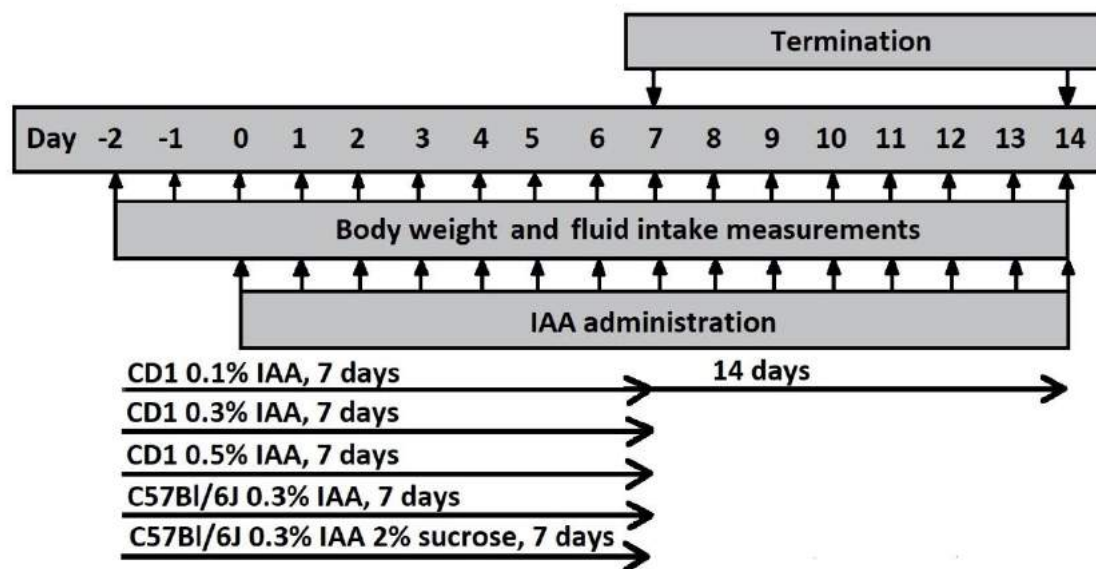 Termination
Day -2 -1 0 1 2 3 4 5 6 7 8 9 10 11 12 13 14
Body weight and fluid intake measurements
IAA administration
CD1 0.1% IAA, 7 days 14 days
CD1 0.3% IAA, 7 days
CD1 0.5% IAA, 7 days
C57Bl/6J 0.3% IAA, 7 days
C57Bl/6J 0.3% IAA 2% sucrose, 7 days